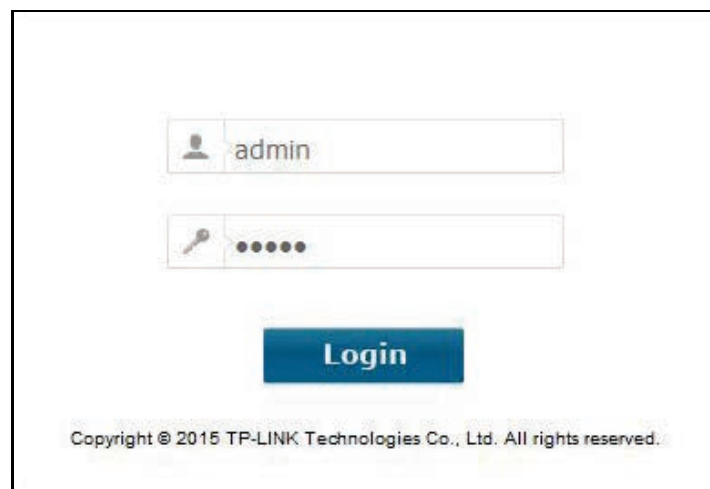 admin
•••••
Login
Copyright © 2015 TP-LINK Technologies Co., Ltd. All rights reserved.